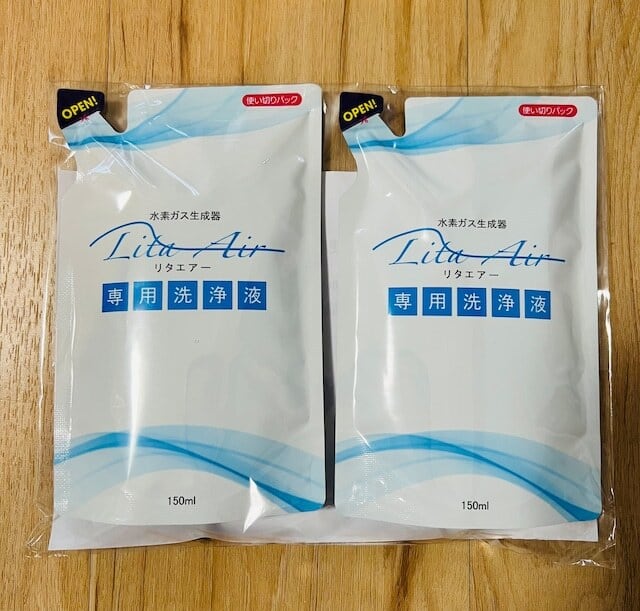 OPEN!
使い切りパック
水素ガス生成器
Lita Air
リタエアー
専用洗浄液
150ml
OPEN!
使い切りパック
水素ガス生成器
Lita Air
リタエアー
専用洗浄液
150ml